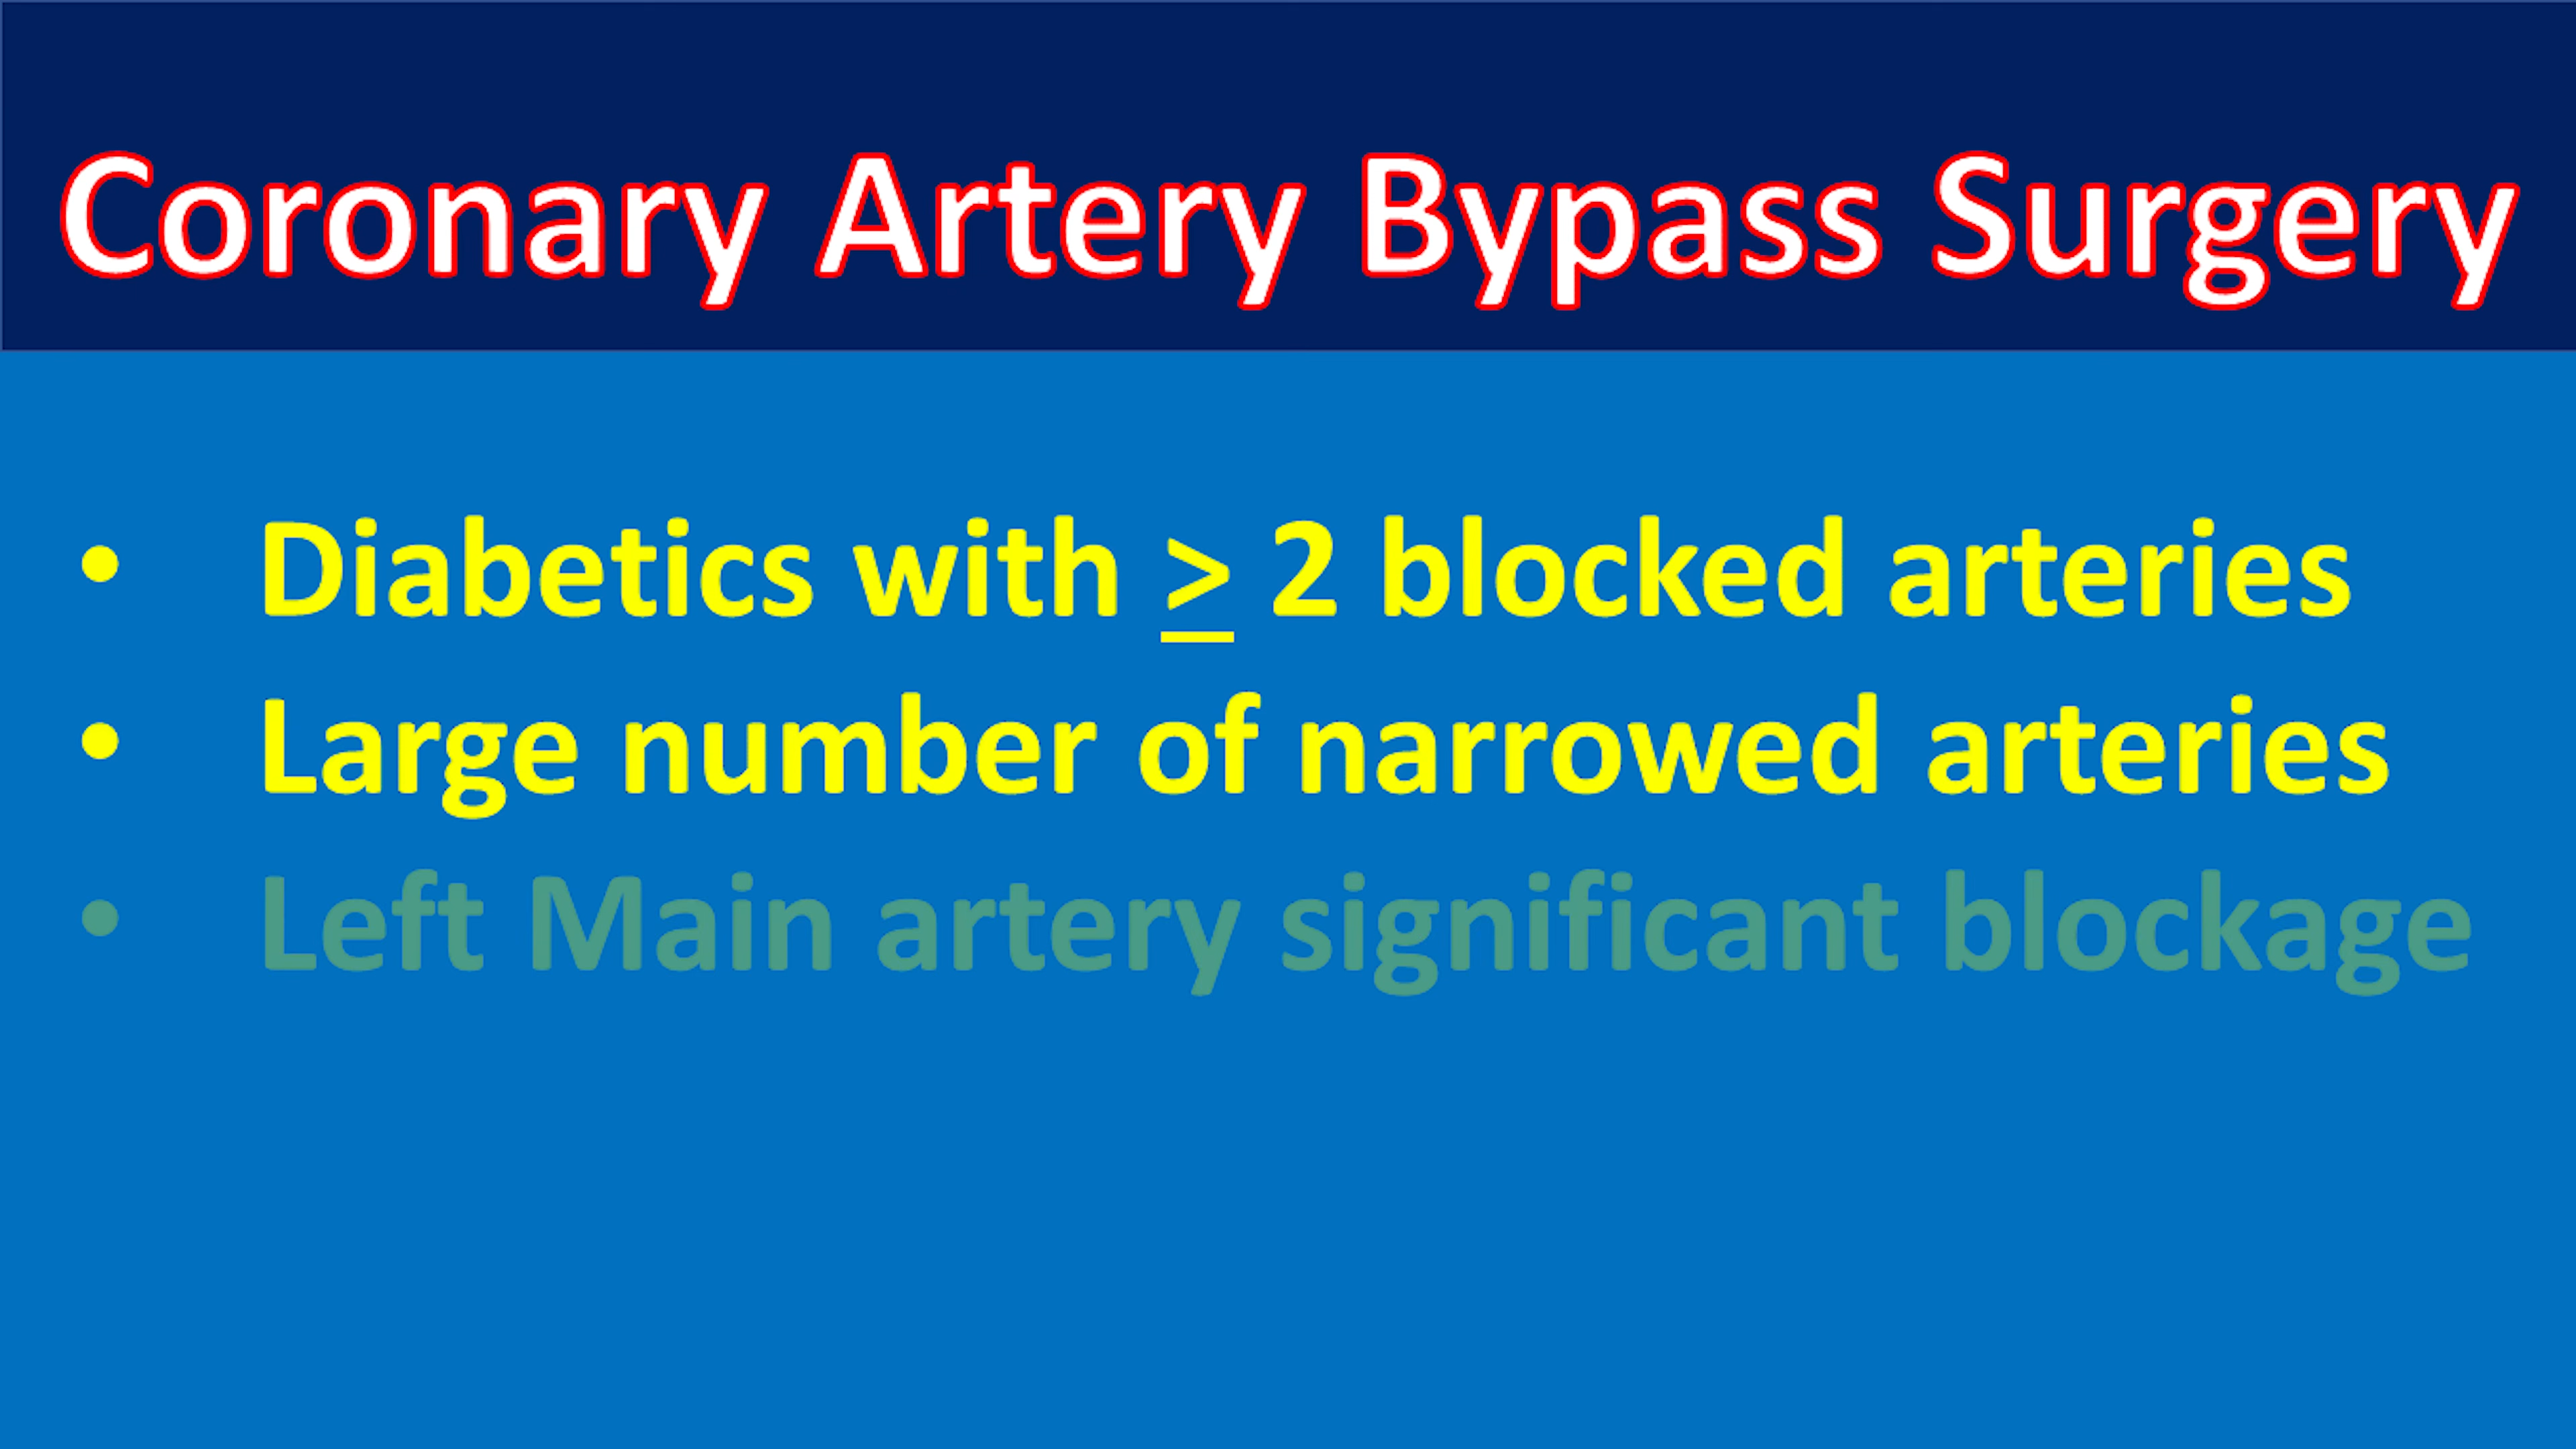 Coronary Artery Bypass Surgery
• Diabetics with ≥ 2 blocked arteries
• Large number of narrowed arteries
• Left Main artery significant blockage